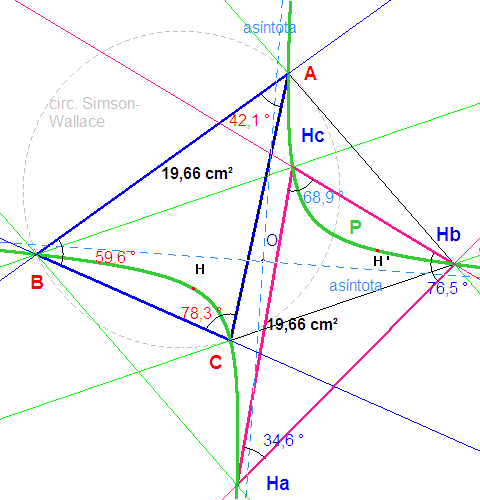 asíntota
A
circ. Simson-
Wallace
42,1 °
Hc
19,66 cm²
68,9 °
P
Hb
O
59,6 °
H
H '
B
asíntota
76,5 °
78,3 °
19,66 cm²
C
34,6 °
Ha